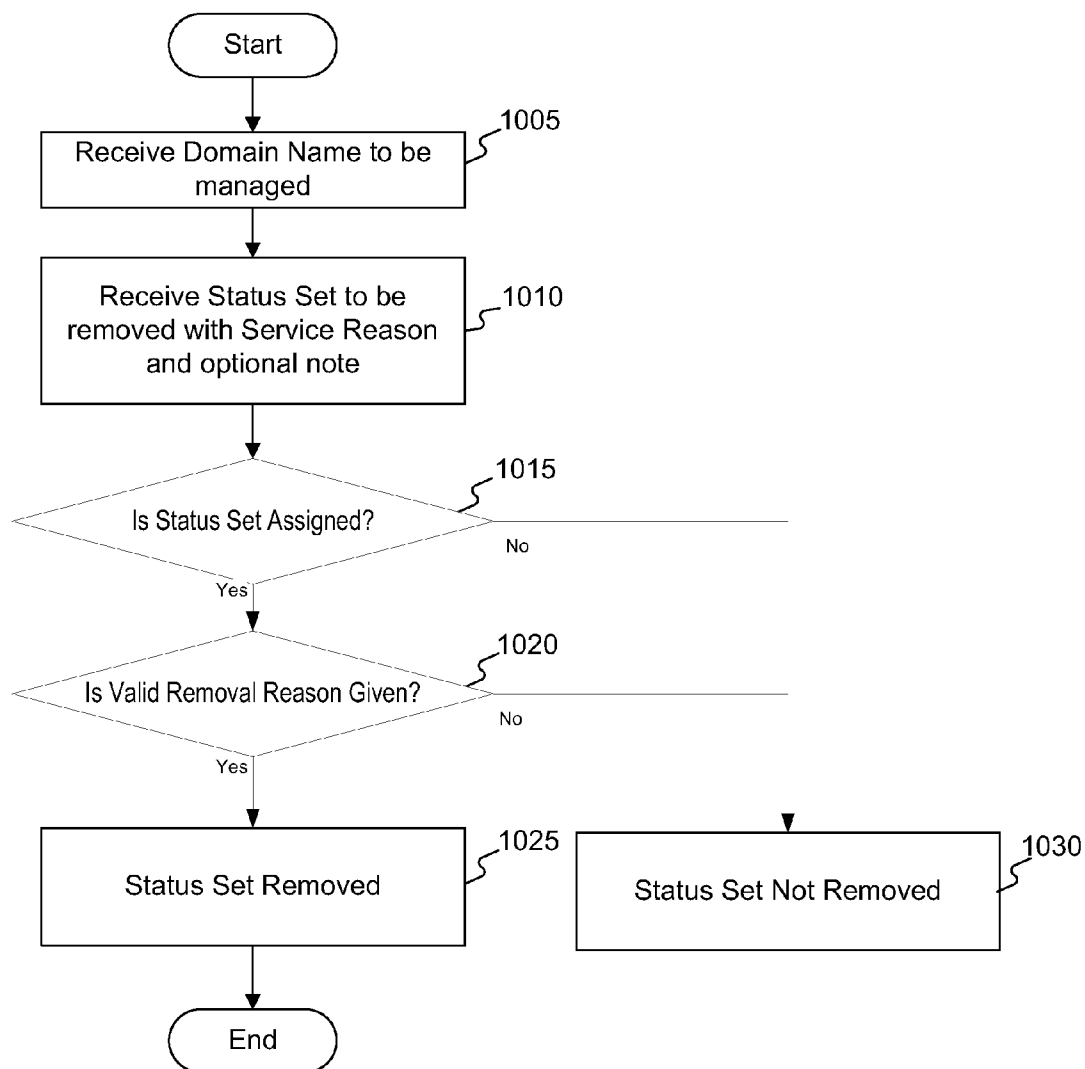 Start
1005
Receive Domain Name to be
managed
1010
Receive Status Set to be
removed with Service Reason
and optional note
1015
Is Status Set Assigned?
No
Yes
1020
Is Valid Removal Reason Given?
No
Yes
1025
Status Set Removed
1030
Status Set Not Removed
End